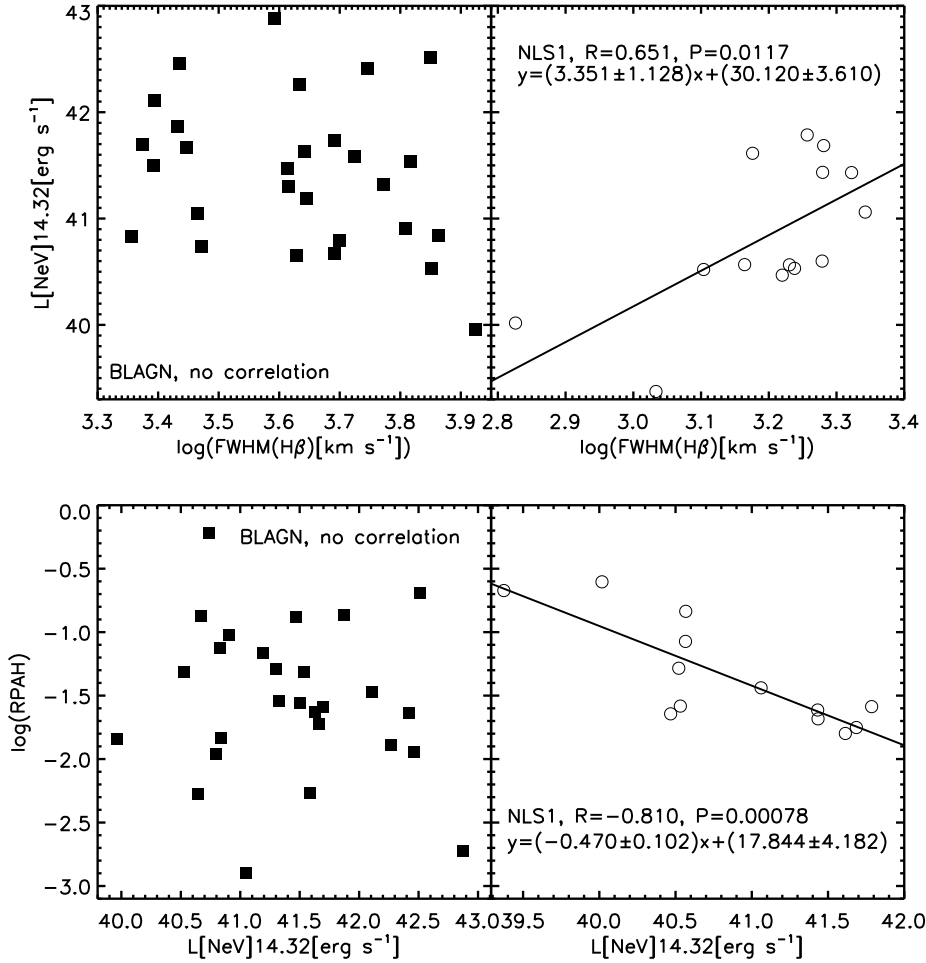 43
42
41
40
L[NeV]14.32[erg s⁻¹]
BLAGN, no correlation
3.3 3.4 3.5 3.6 3.7 3.8 3.9
log(FWHM(Hβ)[km s⁻¹])
NLS1, R=0.651, P=0.0117
y=(3.351±1.128)x+(30.120±3.610)
2.8 2.9 3.0 3.1 3.2 3.3 3.4
log(FWHM(Hβ)[km s⁻¹])
0.0
−0.5
−1.0
−1.5
−2.0
−2.5
−3.0
log(RPAH)
BLAGN, no correlation
40.0 40.5 41.0 41.5 42.0 42.5 43.0
L[NeV]14.32[erg s⁻¹]
NLS1, R=−0.810, P=0.00078
y=(−0.470±0.102)x+(17.844±4.182)
39.5 40.0 40.5 41.0 41.5 42.0
L[NeV]14.32[erg s⁻¹]